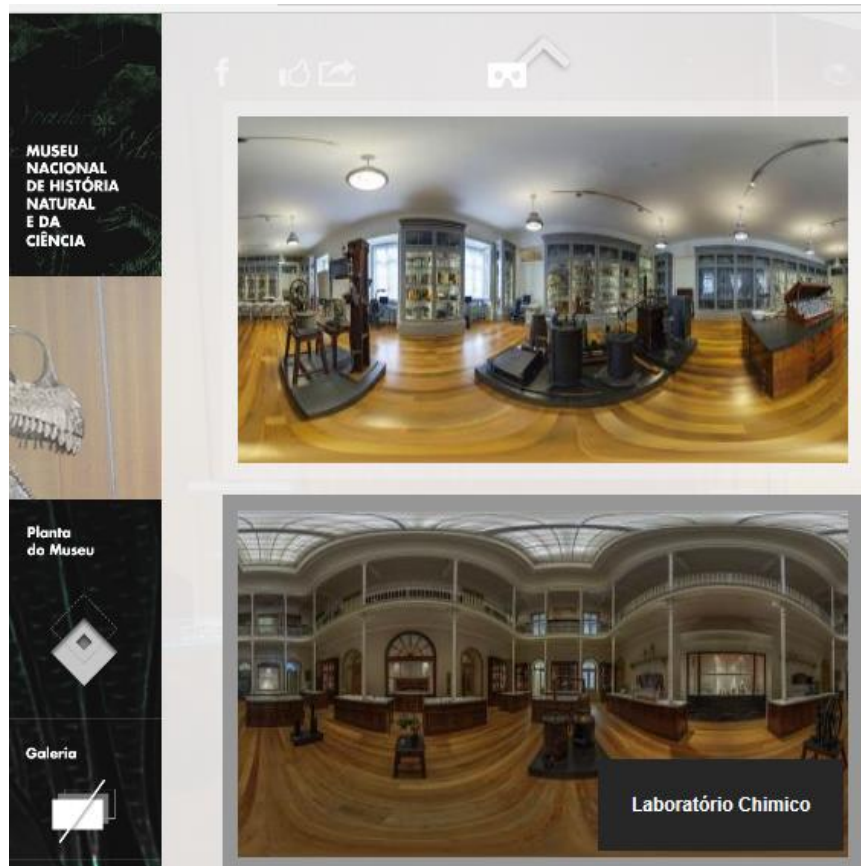 MUSEU
NACIONAL
DE HISTÓRIA
NATURAL
E DA
CIÊNCIA
Planta
do Museu
Galeria
Laboratório Chimico